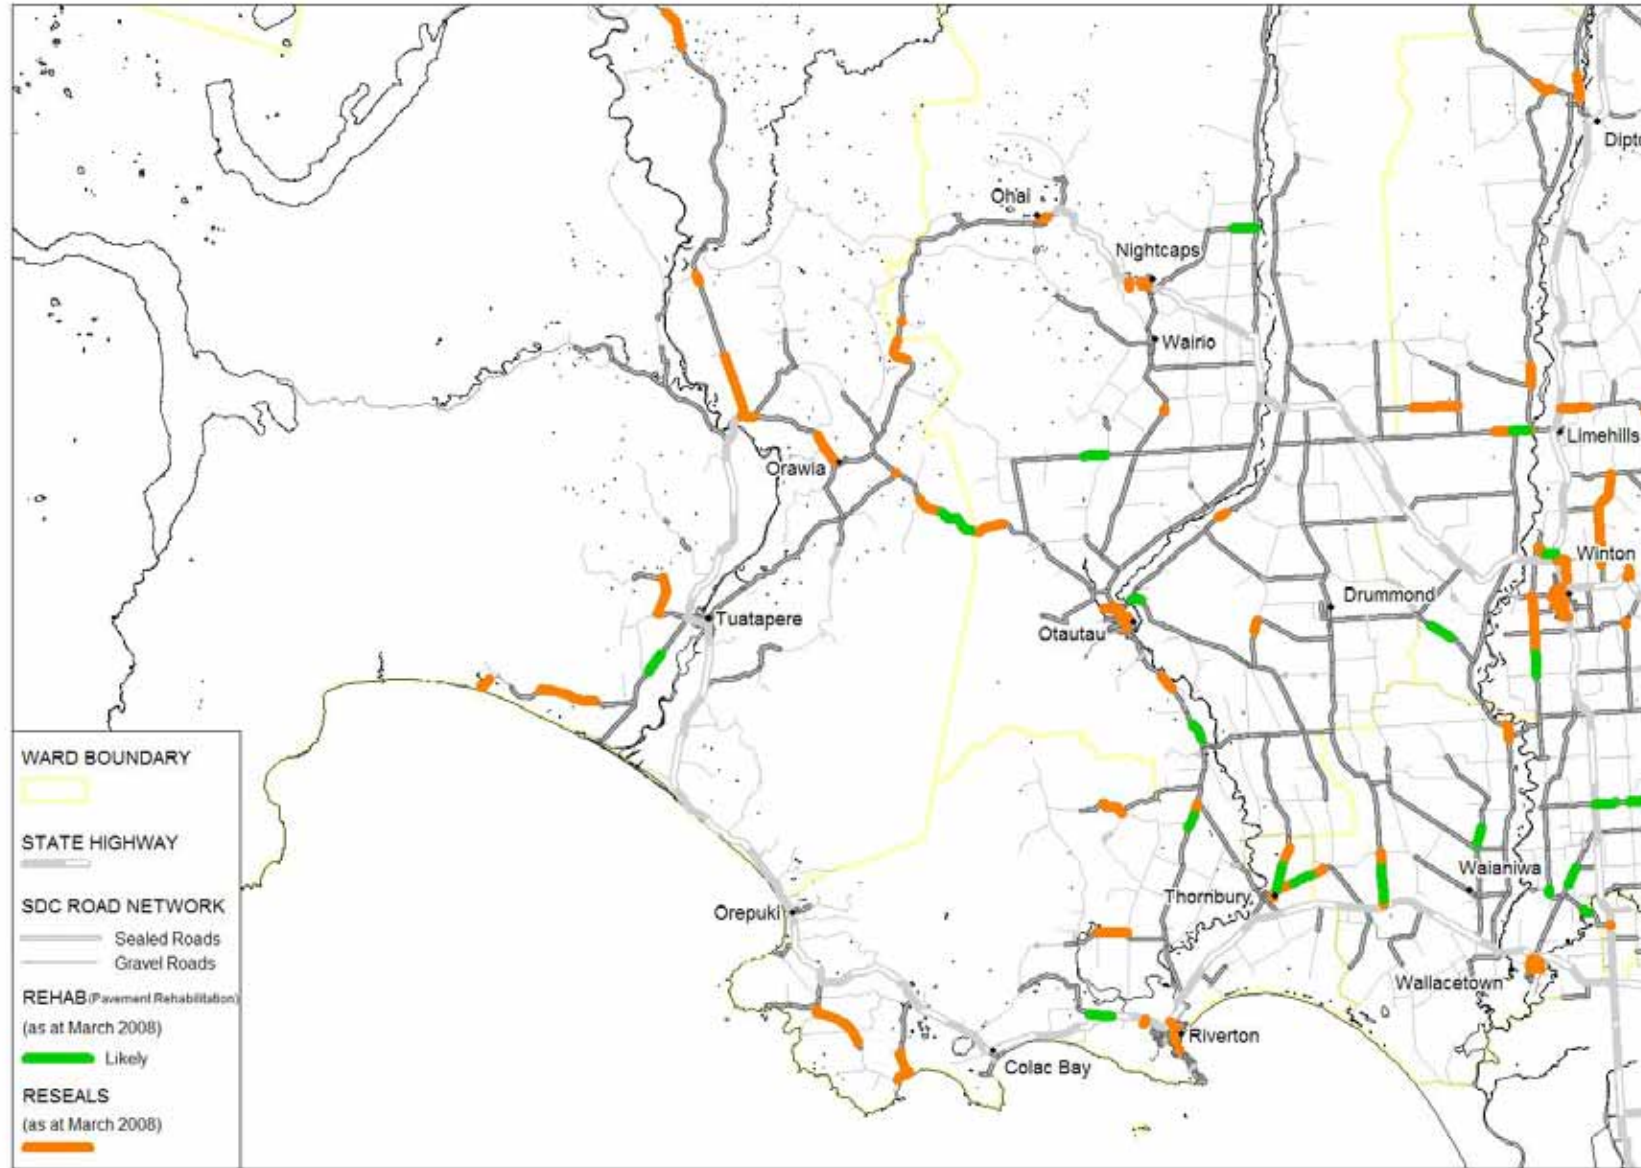 Dipt
Ohai
Nightcaps
Wairio
Limehills
Orawia
Winton
Drummond
Otautau
Tuatapere
WARD BOUNDARY
STATE HIGHWAY
SDC ROAD NETWORK
Sealed Roads
Gravel Roads
REHAB (Pavement Rehabilitation)
(as at March 2008)
Likely
RESEALS
(as at March 2008)
Waianiwa
Thornbury
Orepuki
Wallacetown
Riverton
Colac Bay